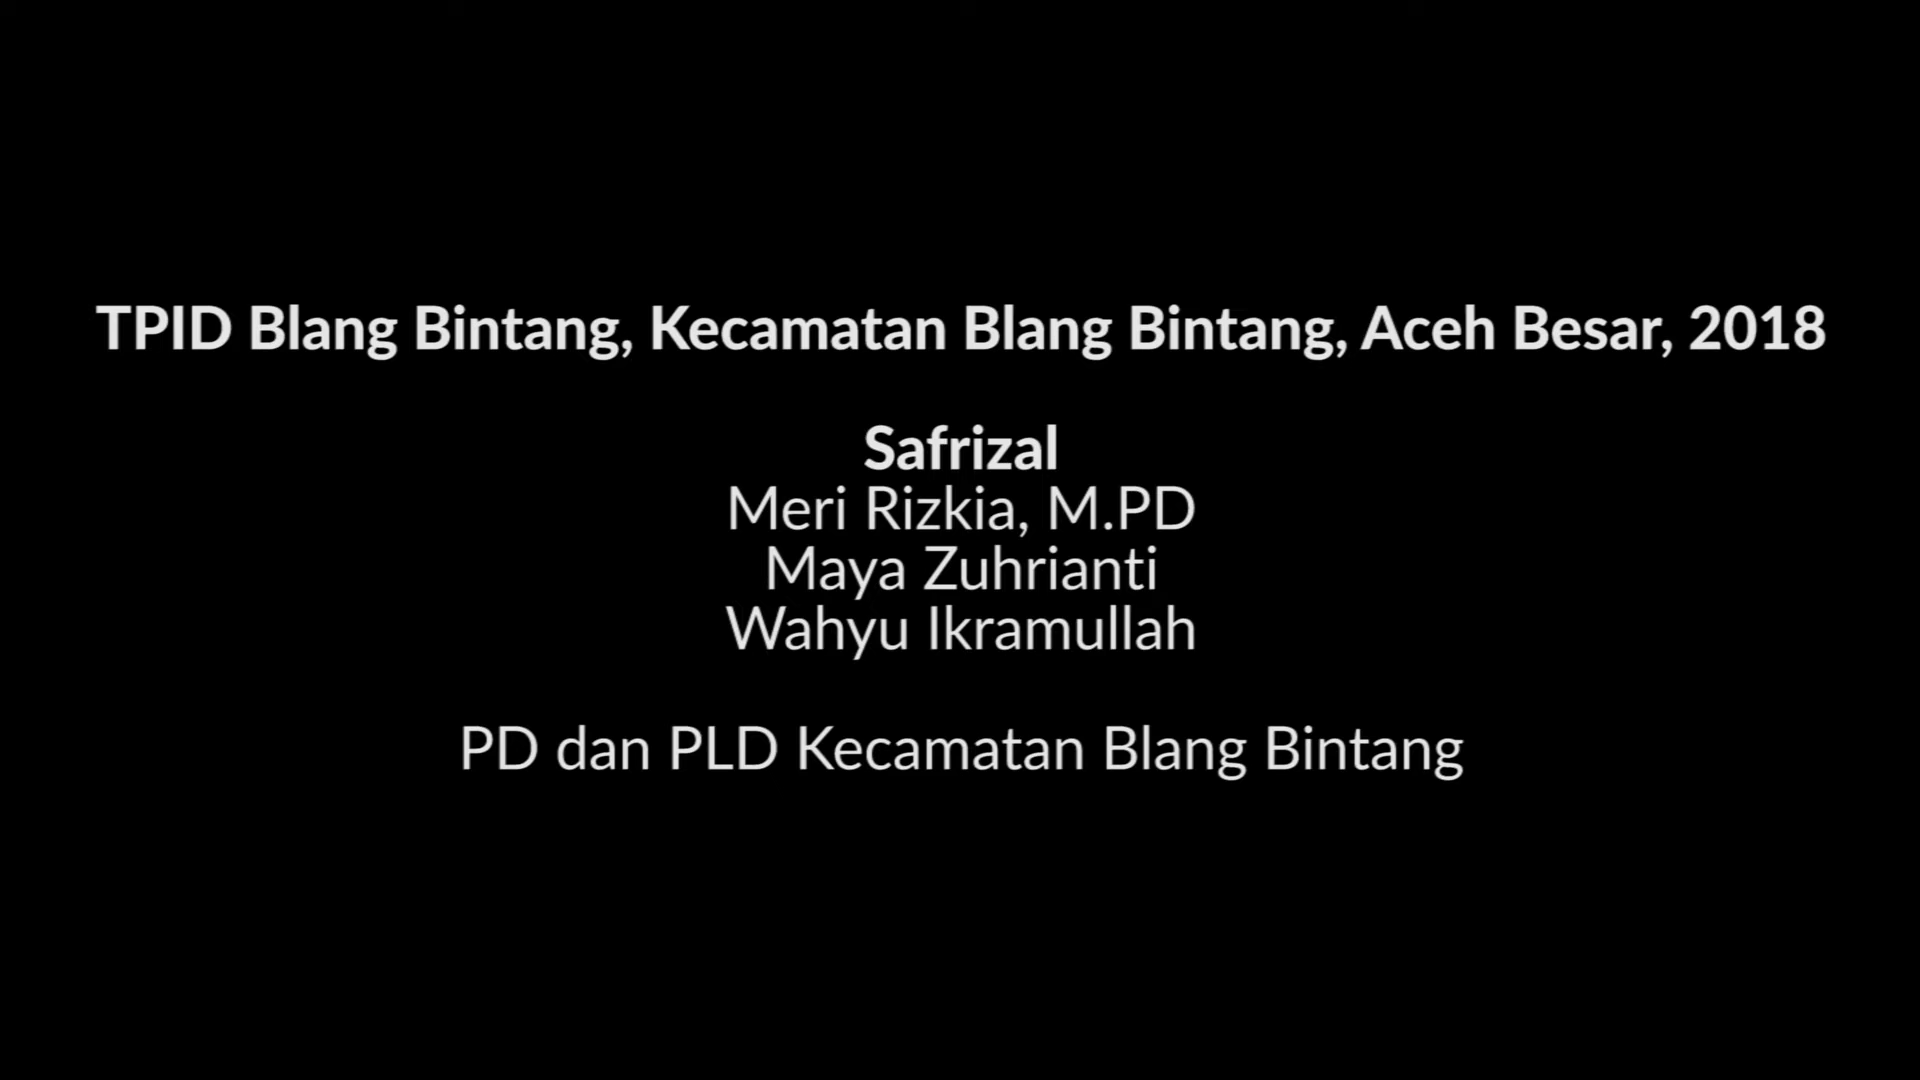 TPID Blang Bintang, Kecamatan Blang Bintang, Aceh Besar, 2018
Safrizal
Meri Rizkia, M.PD
Maya Zuhrianti
Wahyu Ikramullah
PD dan PLD Kecamatan Blang Bintang